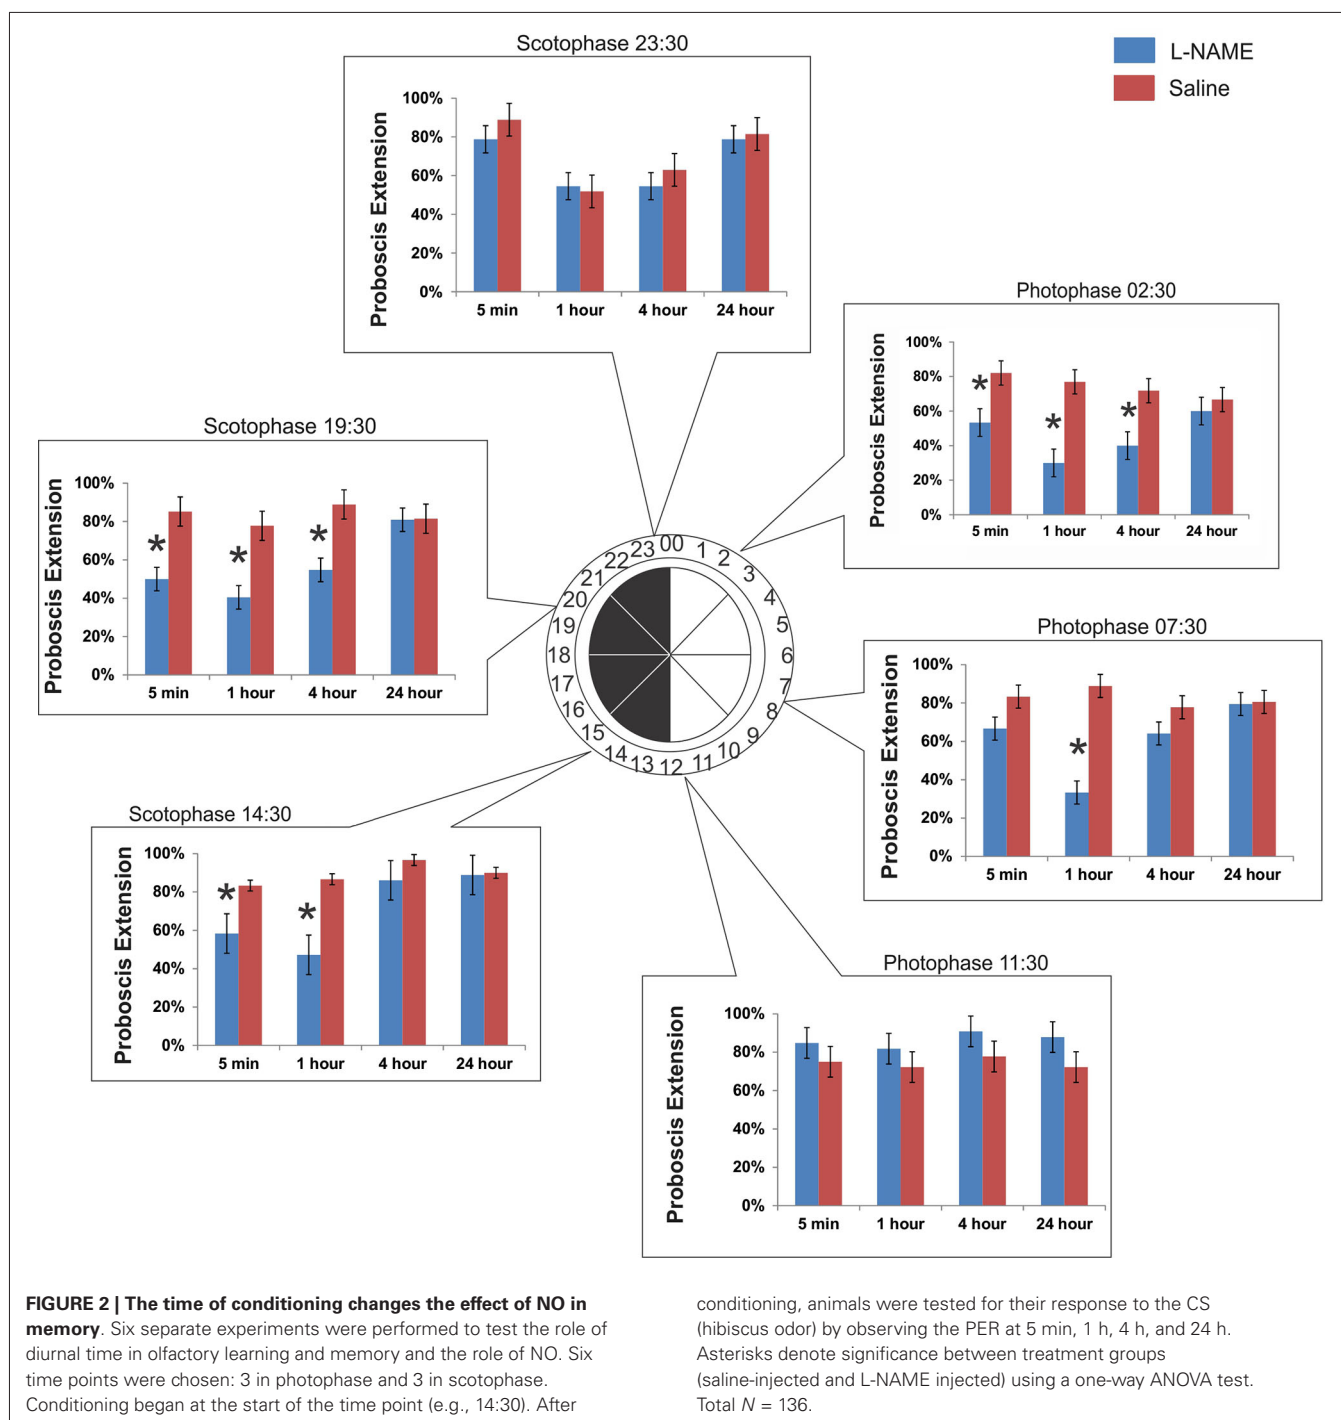 Scotophase 23:30
L-NAME
Saline
Proboscis Extension
100%
80%
60%
40%
20%
0%
5 min 1 hour 4 hour 24 hour
Photophase 02:30
Proboscis Extension
100%
80%
60%
40%
20%
0%
* * *
5 min 1 hour 4 hour 24 hour
Scotophase 19:30
Proboscis Extension
100%
80%
60%
40%
20%
0%
* * *
5 min 1 hour 4 hour 24 hour
00 1 2 3 4 5 6 7 8 9 10 11 12 13 14 15 16 17 18 19 20 21 22 23
Photophase 07:30
Proboscis Extension
100%
80%
60%
40%
20%
0%
*
5 min 1 hour 4 hour 24 hour
Scotophase 14:30
Proboscis Extension
100%
80%
60%
40%
20%
0%
* *
5 min 1 hour 4 hour 24 hour
Photophase 11:30
Proboscis Extension
100%
80%
60%
40%
20%
0%
5 min 1 hour 4 hour 24 hour
FIGURE 2 | The time of conditioning changes the effect of NO in
memory. Six separate experiments were performed to test the role of
diurnal time in olfactory learning and memory and the role of NO. Six
time points were chosen: 3 in photophase and 3 in scotophase.
Conditioning began at the start of the time point (e.g., 14:30). After
conditioning, animals were tested for their response to the CS
(hibiscus odor) by observing the PER at 5 min, 1 h, 4 h, and 24 h.
Asterisks denote significance between treatment groups
(saline-injected and L-NAME injected) using a one-way ANOVA test.
Total N = 136.